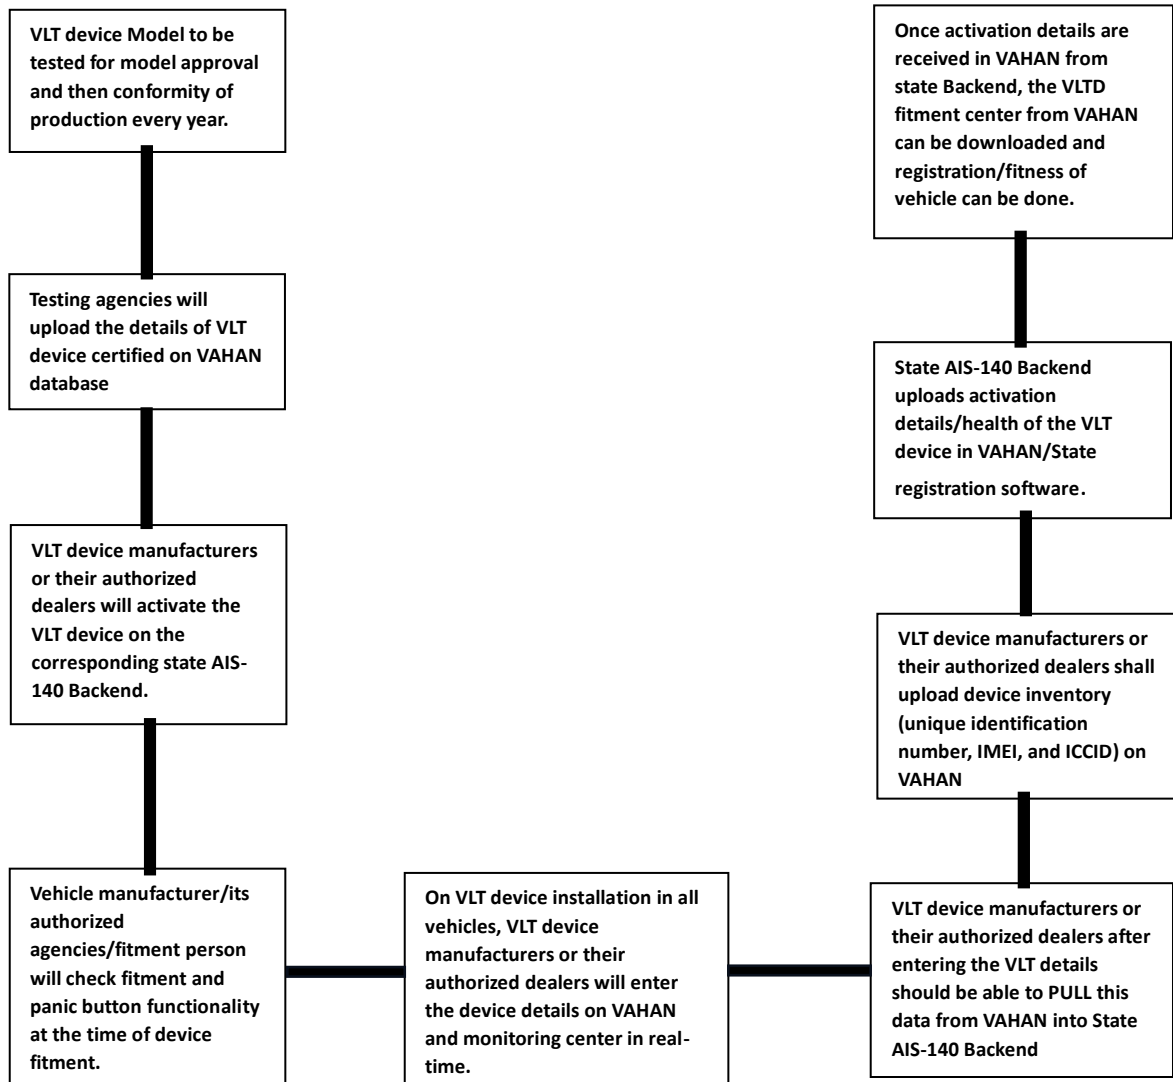 VLT device Model to be
tested for model approval
and then conformity of
production every year.
Testing agencies will
upload the details of VLT
device certified on VAHAN
database
VLT device manufacturers
or their authorized
dealers will activate the
VLT device on the
corresponding state AIS-
140 Backend.
Vehicle manufacturer/its
authorized
agencies/fitment person
will check fitment and
panic button functionality
at the time of device
fitment.
On VLT device installation in all
vehicles, VLT device
manufacturers or their
authorized dealers will enter
the device details on VAHAN
and monitoring center in real-
time.
VLT device manufacturers or
their authorized dealers after
entering the VLT details
should be able to PULL this
data from VAHAN into State
AIS-140 Backend
VLT device manufacturers or
their authorized dealers shall
upload device inventory
(unique identification
number, IMEI, and ICCID) on
VAHAN
State AIS-140 Backend
uploads activation
details/health of the VLT
device in VAHAN/State
registration software.
Once activation details are
received in VAHAN from
state Backend, the VLTD
fitment center from VAHAN
can be downloaded and
registration/fitness of
vehicle can be done.